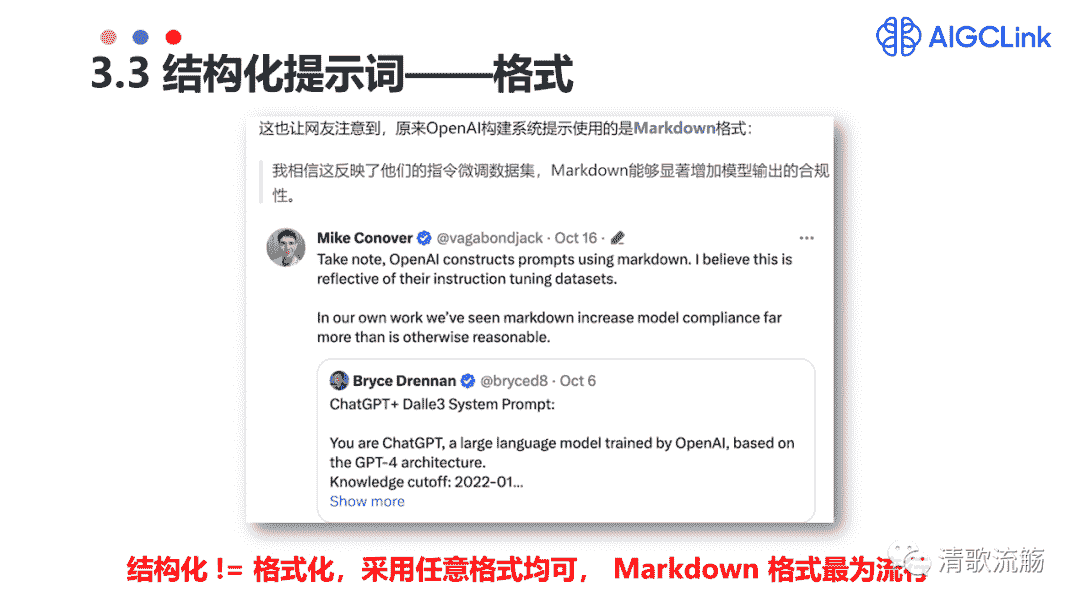 AIGCLink
3.3 结构化提示词——格式
这也让网友注意到，原来OpenAI构建系统提示使用的是Markdown格式：
我相信这反映了他们的指令微调数据集，Markdown能够显著增加模型输出的合规
性。
Mike Conover @vagabondjack · Oct 16 ·
Take note, OpenAI constructs prompts using markdown. I believe this is
reflective of their instruction tuning datasets.
In our own work we've seen markdown increase model compliance far
more than is otherwise reasonable.
Bryce Drennan @bryced8 · Oct 6
ChatGPT+ Dalle3 System Prompt:
You are ChatGPT, a large language model trained by OpenAI, based on
the GPT-4 architecture.
Knowledge cutoff: 2022-01...
Show more
结构化 != 格式化，采用任意格式均可， Markdown 格式最为流行
清歌流觞